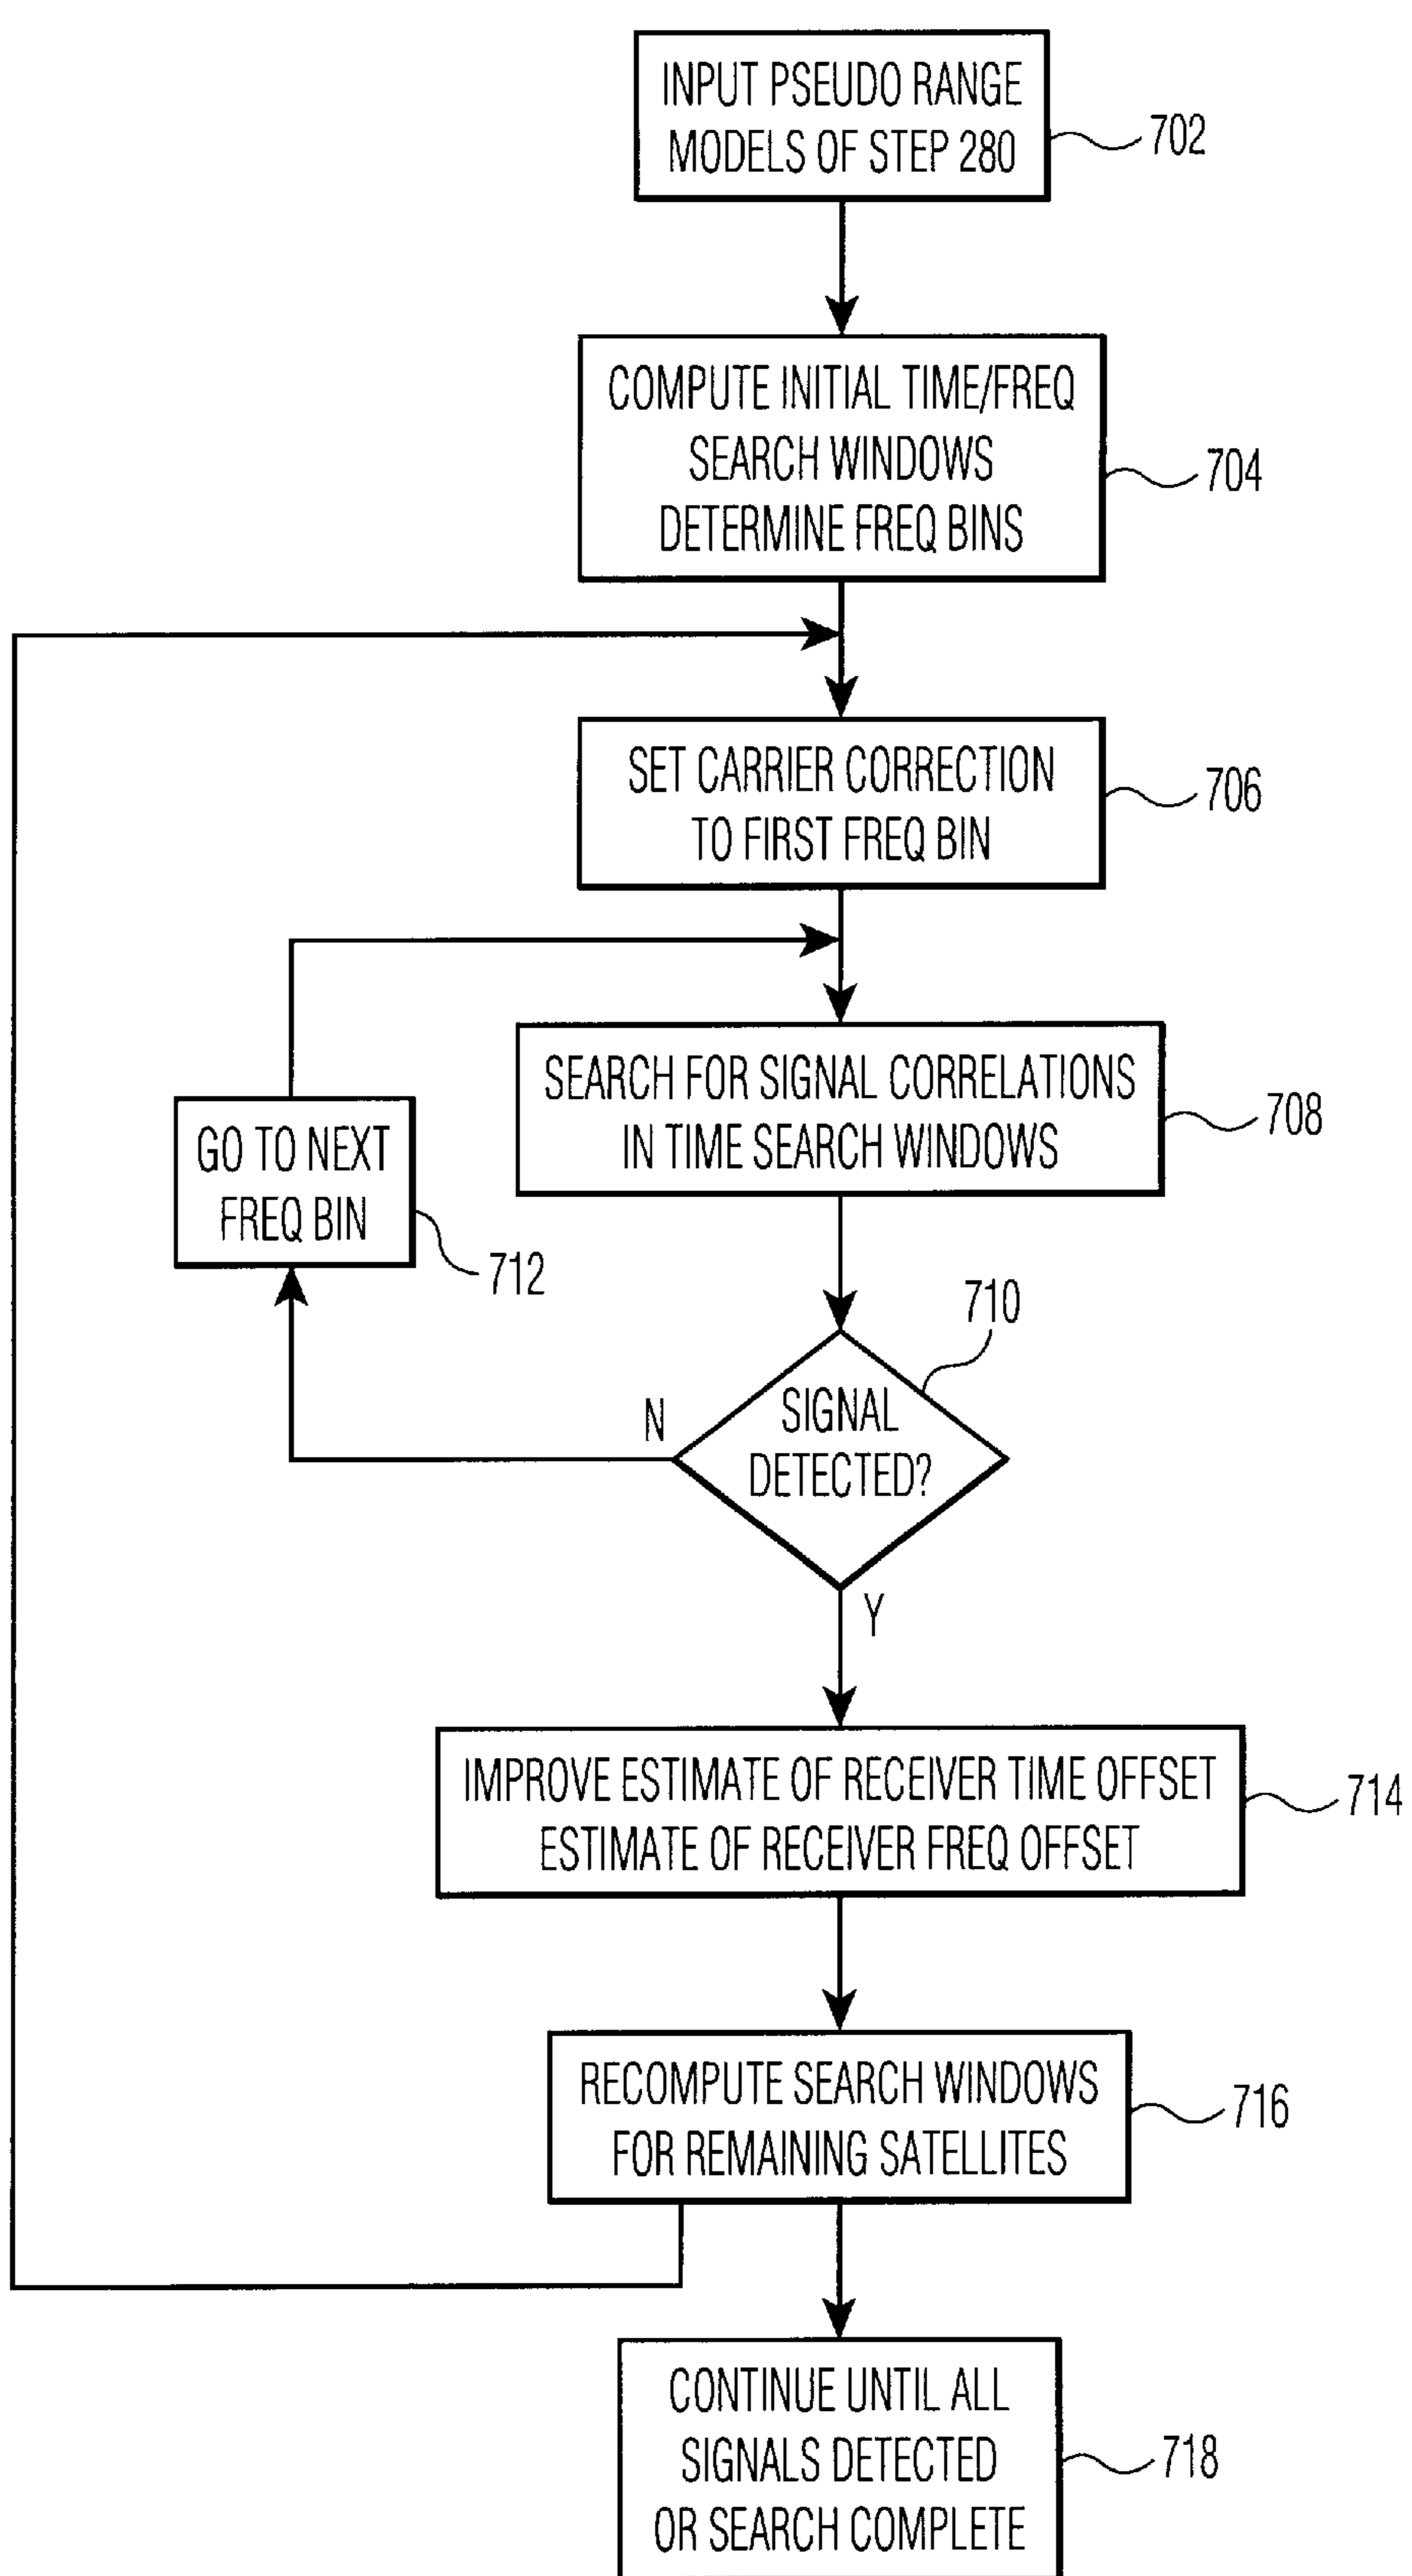 INPUT PSEUDO RANGE
MODELS OF STEP 280
702
COMPUTE INITIAL TIME/FREQ
SEARCH WINDOWS
DETERMINE FREQ BINS
704
SET CARRIER CORRECTION
TO FIRST FREQ BIN
706
SEARCH FOR SIGNAL CORRELATIONS
IN TIME SEARCH WINDOWS
708
GO TO NEXT
FREQ BIN
712
710
SIGNAL
DETECTED?
N
Y
IMPROVE ESTIMATE OF RECEIVER TIME OFFSET
ESTIMATE OF RECEIVER FREQ OFFSET
714
RECOMPUTE SEARCH WINDOWS
FOR REMAINING SATELLITES
716
CONTINUE UNTIL ALL
SIGNALS DETECTED
OR SEARCH COMPLETE
718